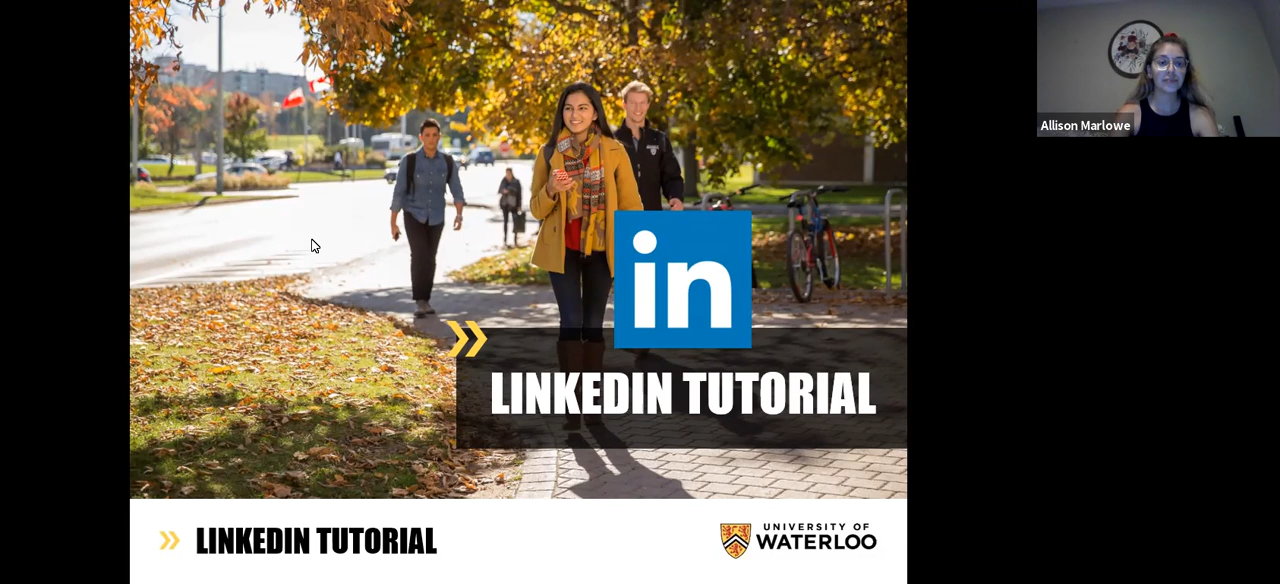 Allison Marlowe
in
LINKEDIN TUTORIAL
LINKEDIN TUTORIAL
UNIVERSITY OF
WATERLOO